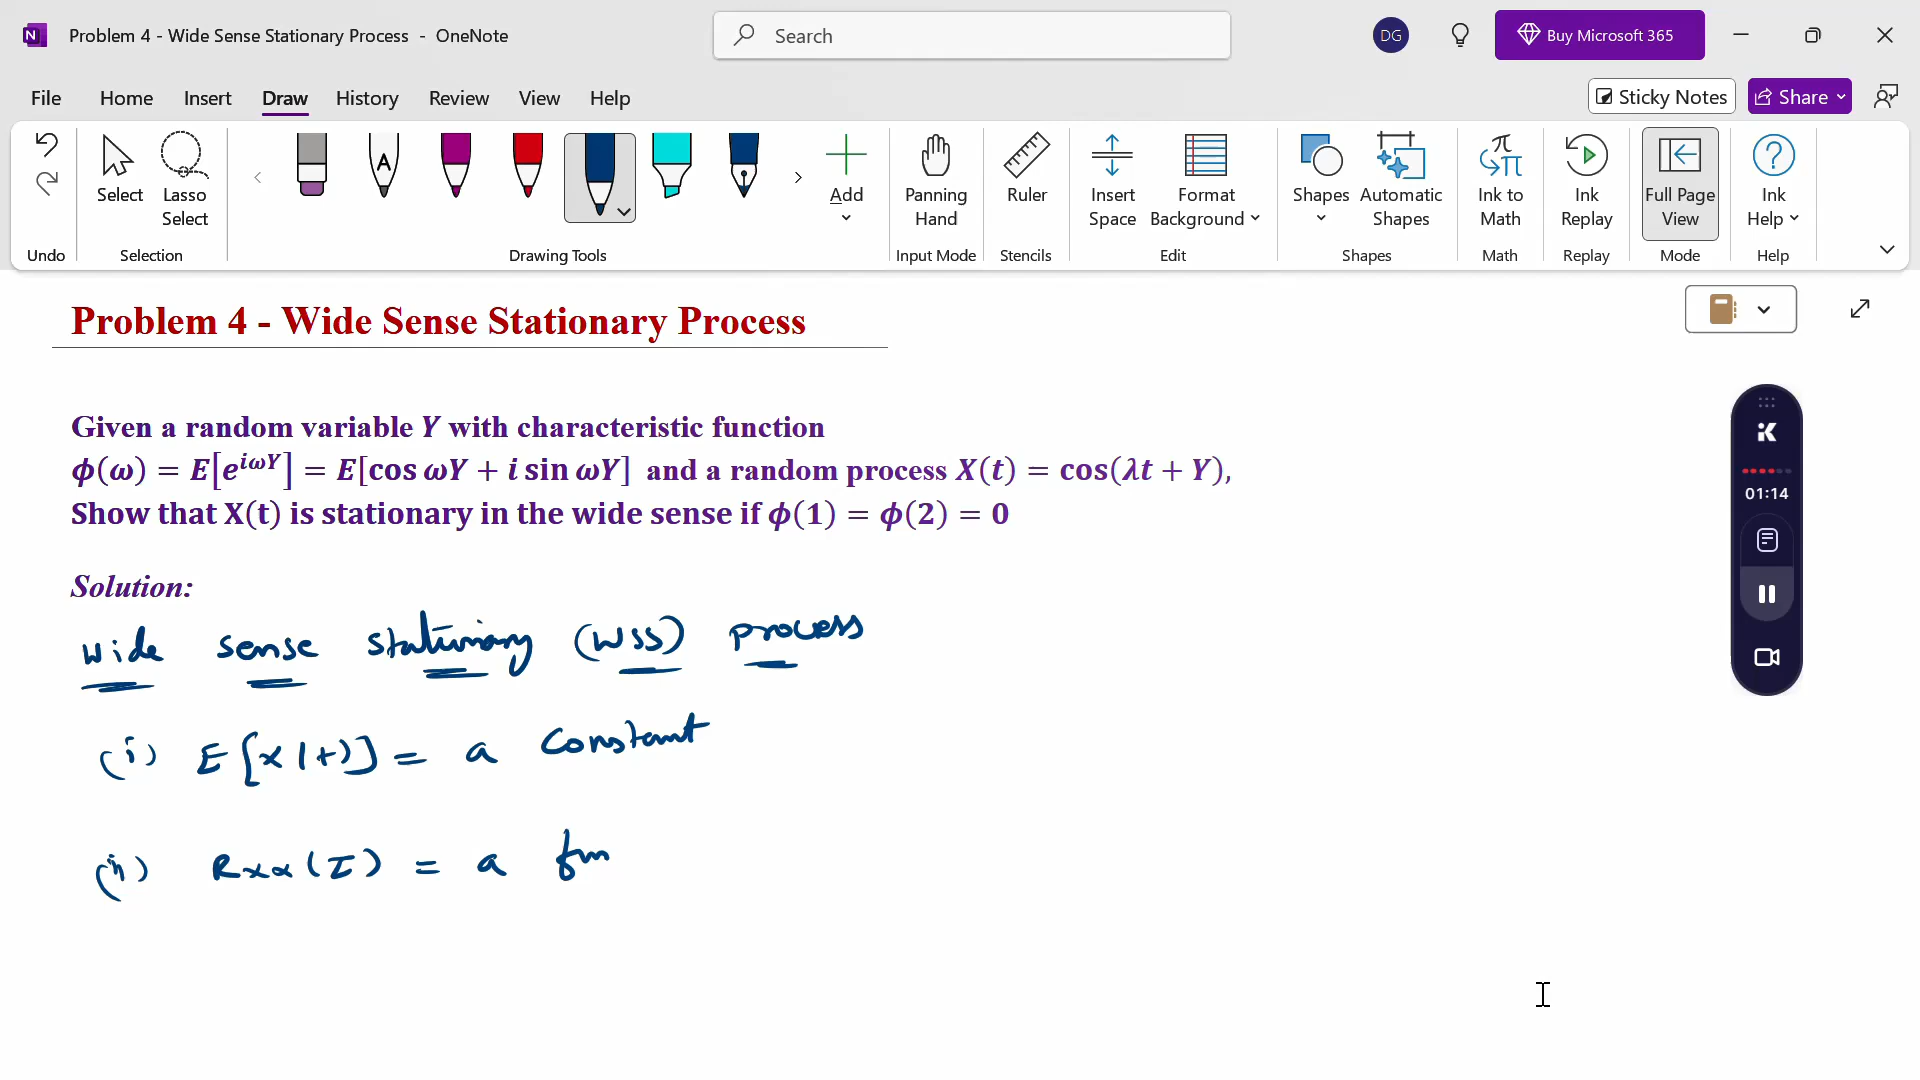 Problem 4 - Wide Sense Stationary Process - OneNote
Search
DG
Buy Microsoft 365
File Home Insert Draw History Review View Help
Sticky Notes Share
Select Lasso Select A Add Panning Hand Ruler Insert Space Format Background Shapes Automatic Shapes Ink to Math Ink Replay Full Page View Ink Help
Undo Selection Drawing Tools Input Mode Stencils Edit Shapes Math Replay Mode Help
Problem 4 - Wide Sense Stationary Process
Given a random variable Y with characteristic function
ϕ(ω) = E[e^{iωY}] = E[cos ωY + i sin ωY] and a random process X(t) = cos(λt + Y),
Show that X(t) is stationary in the wide sense if ϕ(1) = ϕ(2) = 0
01:14
Solution:
Wide sense stationary (WSS) process
(i) E[x(t)] = a constant
(ii) Rxx(τ) = a fn